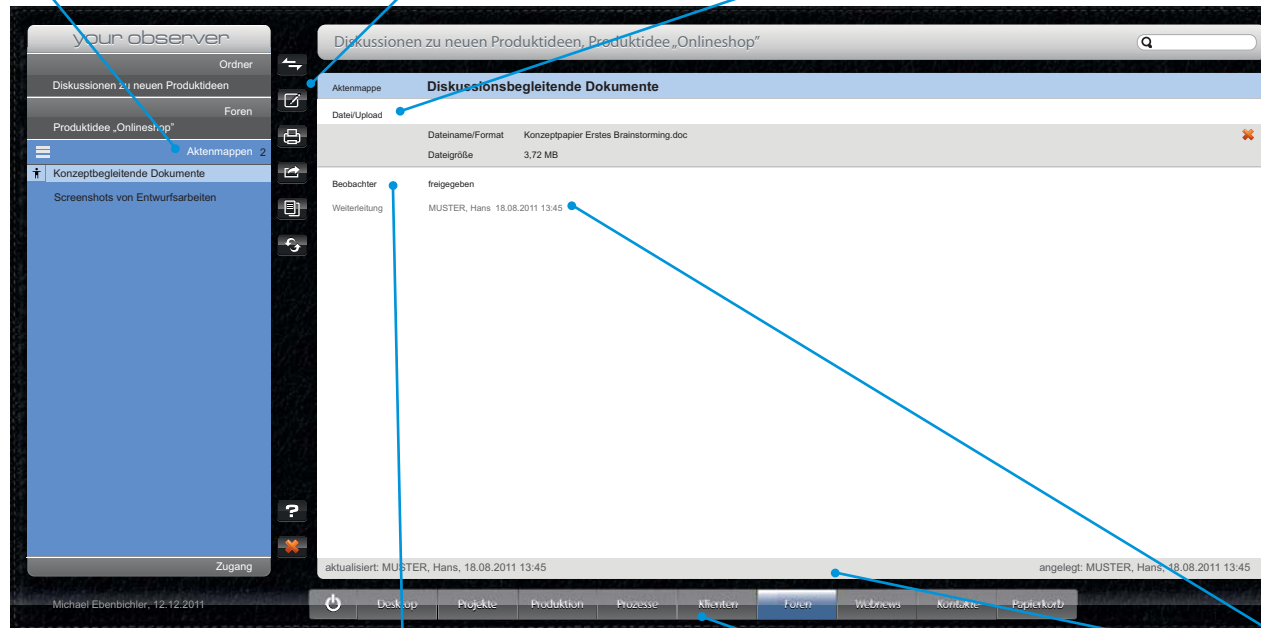 your observer
Ordner
Diskussionen zu neuen Produktideen
Foren
Produktidee „Onlineshop"
Aktenmappen 2
Konzeptbegleitende Dokumente
Screenshots von Entwurfsarbeiten
Zugang
Michael Ebenbichler, 12.12.2011
Diskussionen zu neuen Produktideen, Produktidee „Onlineshop"
Aktenmappe Diskussionsbegleitende Dokumente
Datei/Upload
Dateiname/Format Konzeptpapier Erstes Brainstorming.doc
Dateigröße 3,72 MB
Beobachter freigegeben
Weiterleitung MUSTER, Hans 18.08.2011 13:45
?
aktualisiert: MUSTER, Hans, 18.08.2011 13:45 angelegt: MUSTER, Hans, 18.08.2011 13:45
Desktop Projekte Produktion Prozesse Klienten Foren Webnews Kontakte Papierkorb